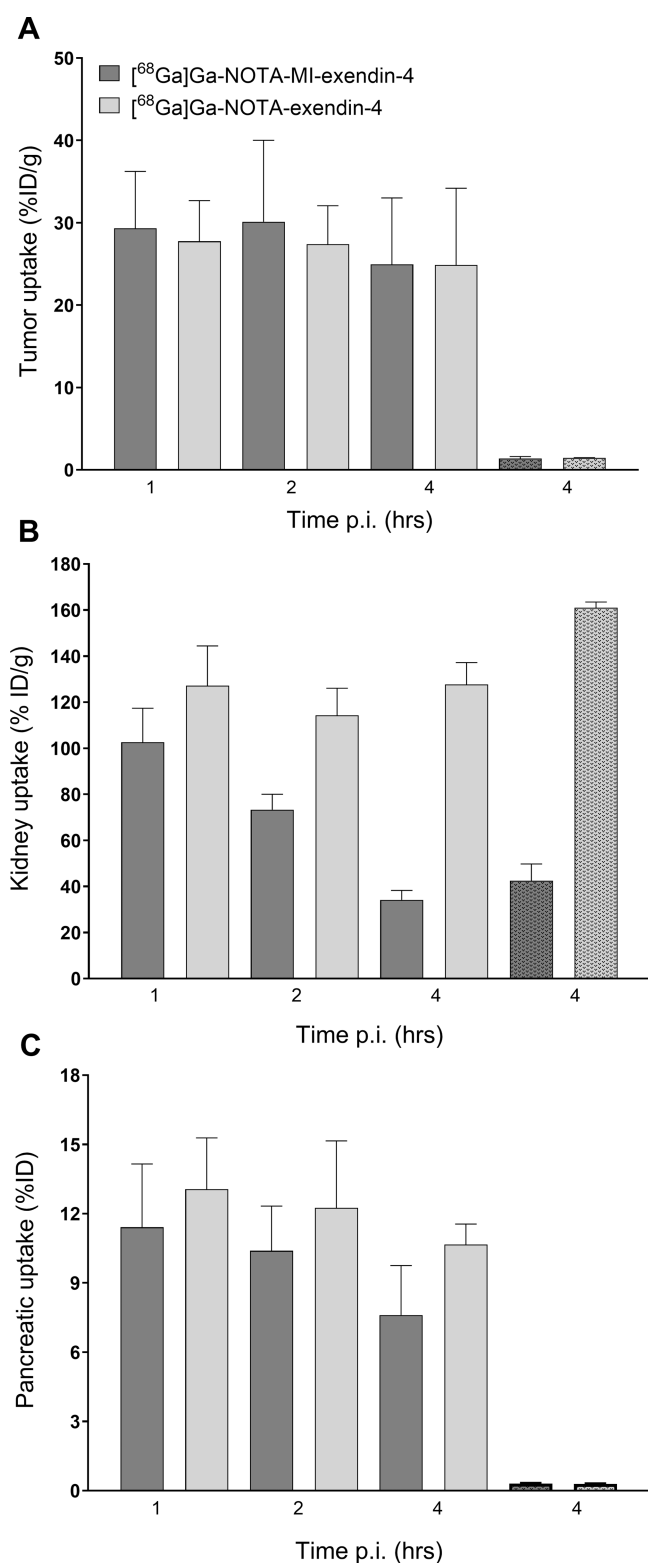 A
50
40
30
20
10
0
Tumor uptake (%ID/g)
[⁶⁸Ga]Ga-NOTA-MI-exendin-4
[⁶⁸Ga]Ga-NOTA-exendin-4
1 2 4 4
Time p.i. (hrs)
B
180
160
140
120
100
80
60
40
20
0
Kidney uptake (% ID/g)
1 2 4 4
Time p.i. (hrs)
C
18
15
12
9
6
3
0
Pancreatic uptake (%ID)
1 2 4 4
Time p.i. (hrs)